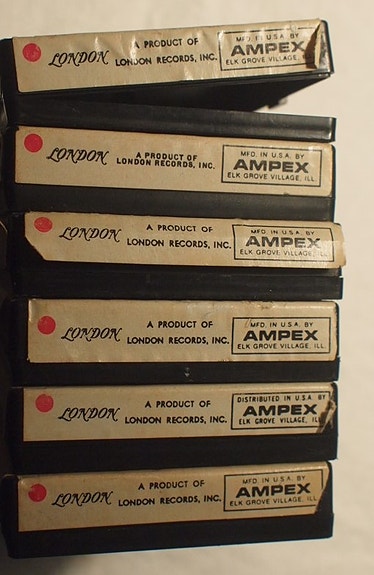 LONDON
A PRODUCT OF
LONDON RECORDS, INC.
MFD. IN U.S.A. BY
AMPEX
ELK GROVE VILLAGE,
LONDON
A PRODUCT OF
LONDON RECORDS, INC.
MFD. IN U.S.A. BY
AMPEX
ELK GROVE VILLAGE, ILL.
LONDON
A PRODUCT OF
LONDON RECORDS, INC.
MFD. IN U.S.A. BY
AMPEX
ELK GROVE VILLAGE, ILL.
LONDON
A PRODUCT OF
LONDON RECORDS, INC.
MFD. IN U.S.A. BY
AMPEX
ELK GROVE VILLAGE, ILL.
LONDON
A PRODUCT OF
LONDON RECORDS, INC.
DISTRIBUTED IN U.S.A. BY
AMPEX
ELK GROVE VILLAGE,
LONDON
A PRODUCT OF
LONDON RECORDS, INC.
MFD. IN U.S.A. BY
AMPEX
ELK GROVE VILLAGE, ILL.